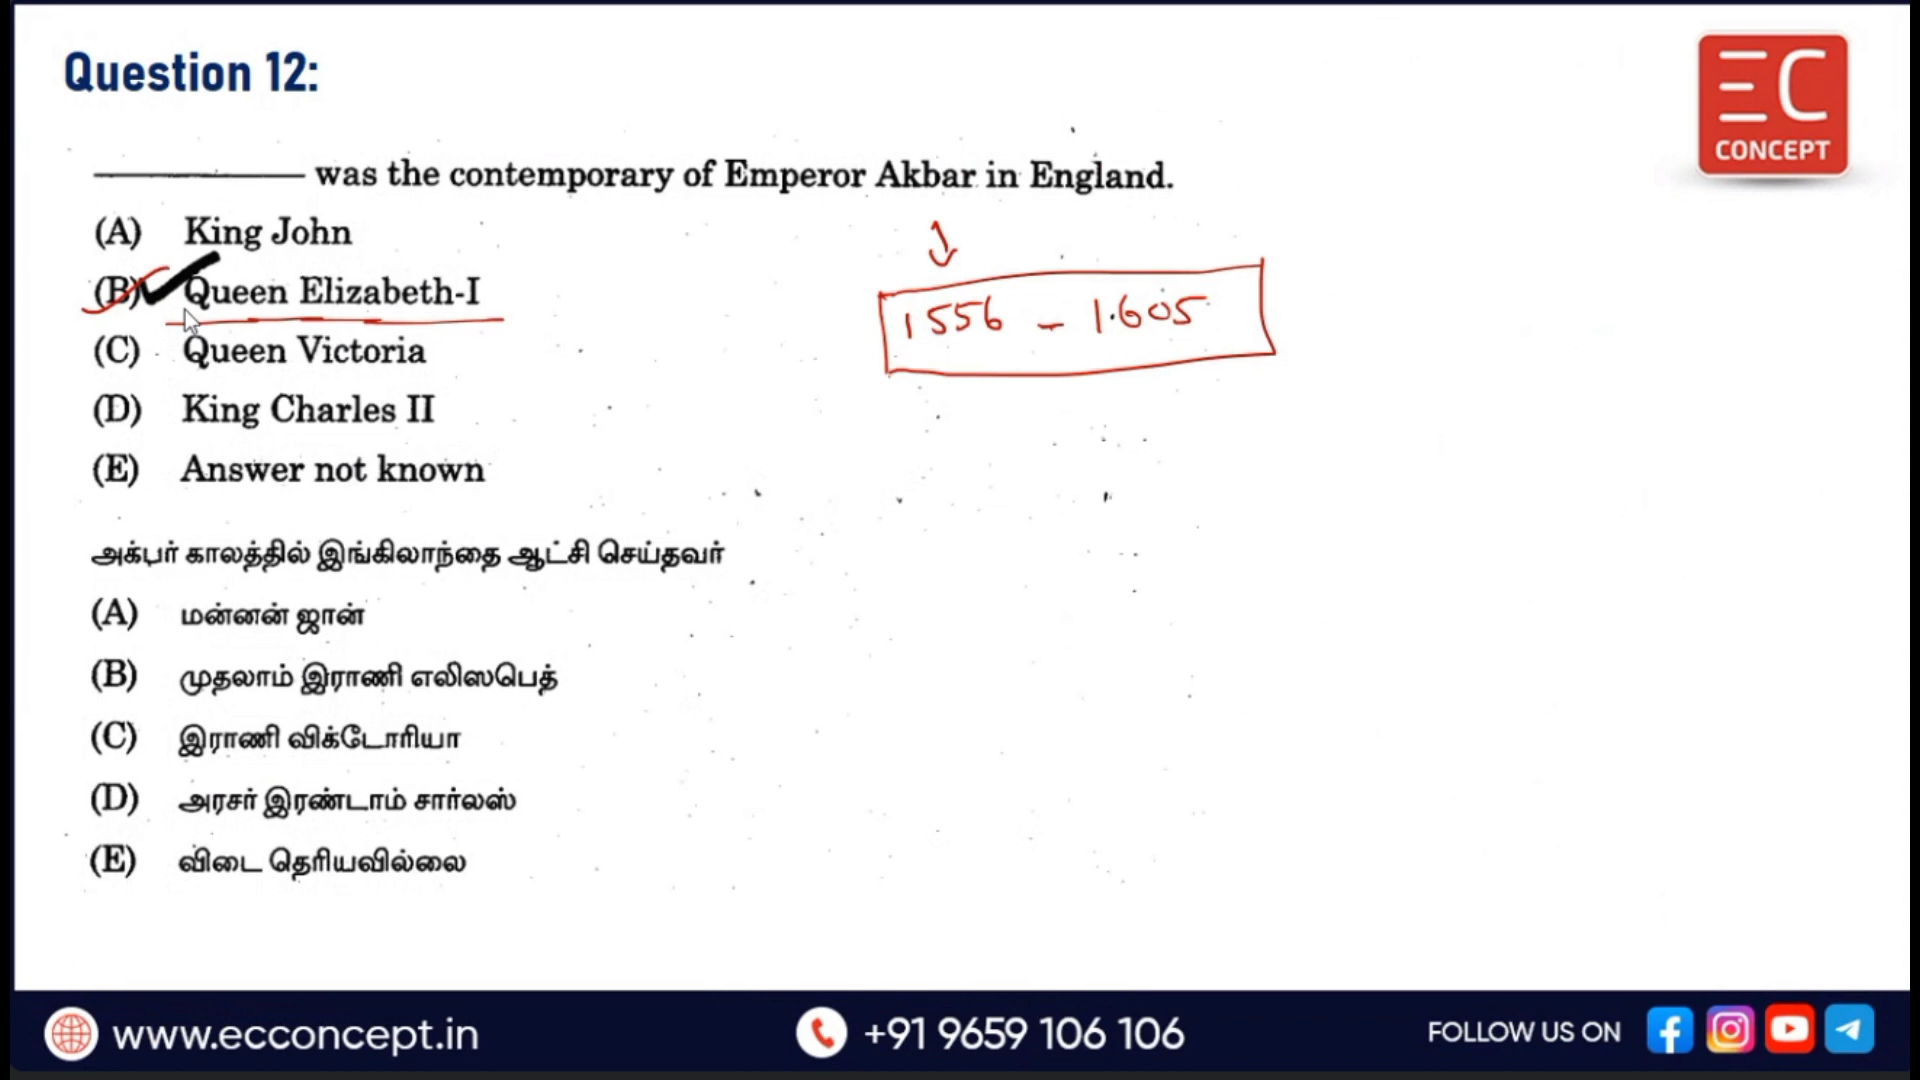 Question 12:
EC
CONCEPT
__________ was the contemporary of Emperor Akbar in England.
(A) King John
(B) Queen Elizabeth-I
1556 - 1605
(C) Queen Victoria
(D) King Charles II
(E) Answer not known
அக்பர் காலத்தில் இங்கிலாந்தை ஆட்சி செய்தவர்
(A) மன்னன் ஜான்
(B) முதலாம் இராணி எலிஸபெத்
(C) இராணி விக்டோரியா
(D) அரசர் இரண்டாம் சார்லஸ்
(E) விடை தெரியவில்லை
www.ecconcept.in +91 9659 106 106 FOLLOW US ON